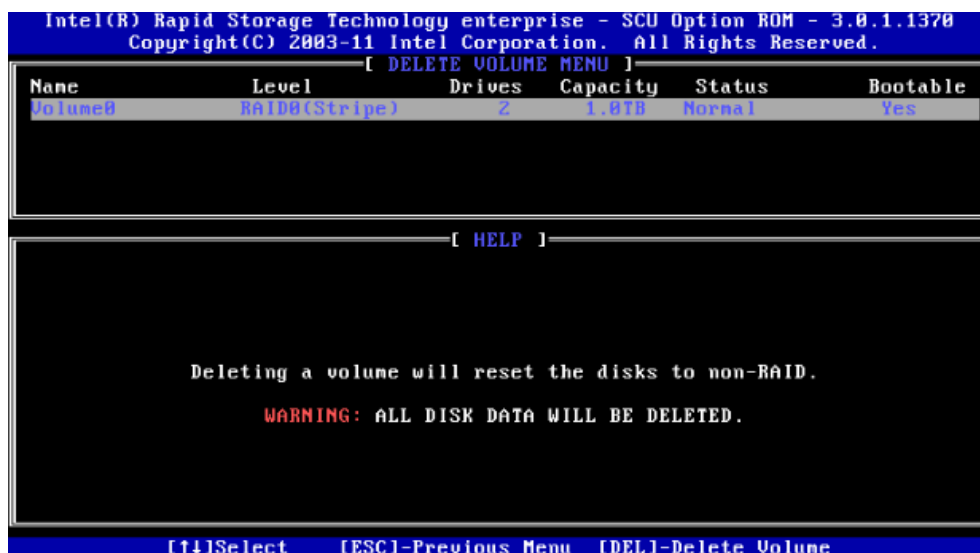 Intel(R) Rapid Storage Technology enterprise - SCU Option ROM - 3.0.1.1370
Copyright(C) 2003-11 Intel Corporation. All Rights Reserved.
[ DELETE VOLUME MENU ]
Name Level Drives Capacity Status Bootable
Volume0 RAID0(Stripe) 2 1.0TB Normal Yes
[ HELP ]
Deleting a volume will reset the disks to non-RAID.
WARNING: ALL DISK DATA WILL BE DELETED.
[↑↓]Select [ESC]-Previous Menu [DEL]-Delete Volume